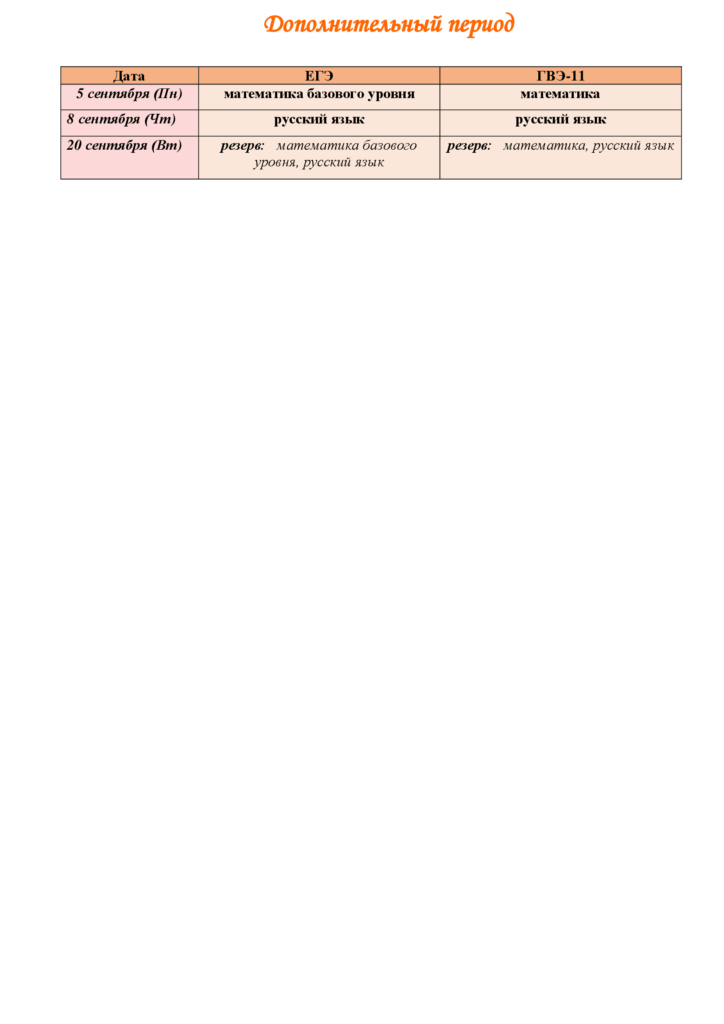 Дополнительный период
Дата ЕГЭ ГВЭ-11
5 сентября (Пн) математика базового уровня математика
8 сентября (Чт) русский язык русский язык
20 сентября (Вт) резерв: математика базового резерв: математика, русский язык
уровня, русский язык